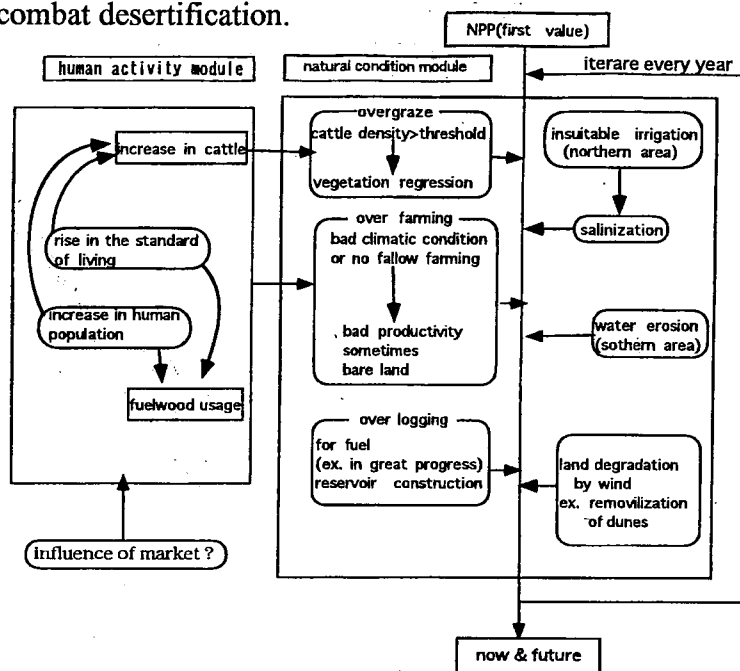 combat desertification.
NPP(first value)
iterare every year
human activity module
natural condition module
overgraze
cattle density>threshold
vegetation regression
insuitable irrigation
(northern area)
salinization
increase in cattle
rise in the standard
of living
increase in human
population
fuelwood usage
over farming
bad climatic condition
or no fallow farming
bad productivity
sometimes
bare land
water erosion
(sothern area)
over logging
for fuel
(ex. in great progress)
reservoir construction
land degradation
by wind
ex. removilization
of dunes
influence of market ?
now & future